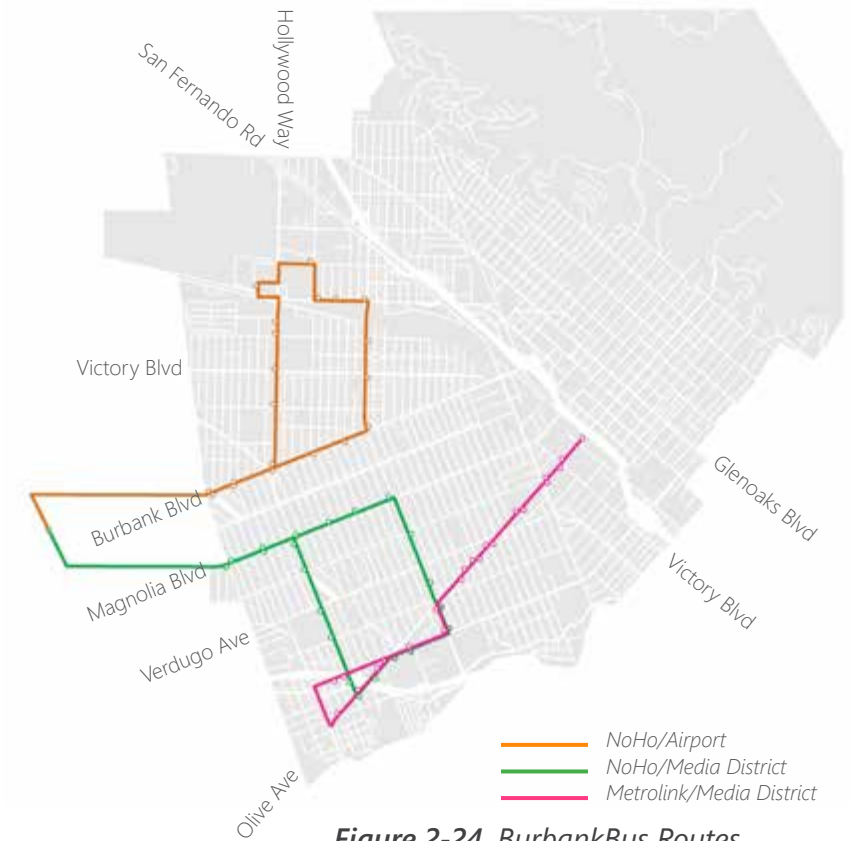 Hollywood Way
San Fernando Rd
Victory Blvd
Burbank Blvd
Magnolia Blvd
Verdugo Ave
Olive Ave
Glenoaks Blvd
Victory Blvd
NoHo/Airport
NoHo/Media District
Metrolink/Media District
Figure 2-24 BurbankBus Routes